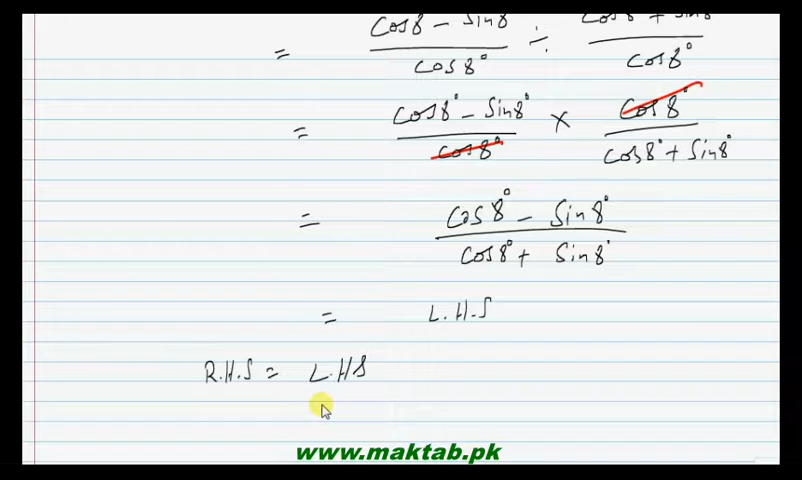 = Cos8 - Sin8 / Cos8° ÷ Cos8° + Sin8 / Cos8°
= Cos8° - Sin8° / Cos8° × Cos8° / Cos8° + Sin8°
= Cos8° - Sin8° / Cos8° + Sin8°
= L.H.S
R.H.S = L.H.S
www.maktab.pk